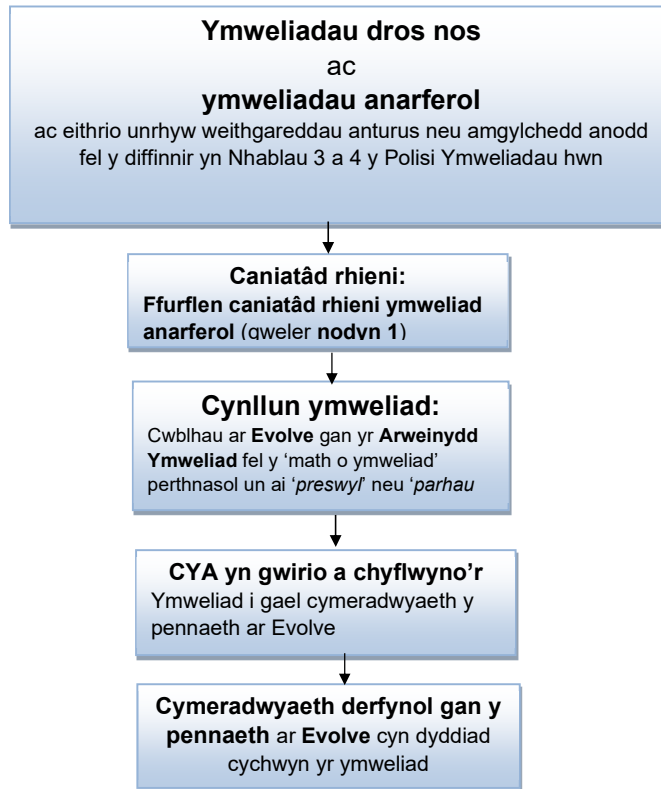 Ymweliadau dros nos
ac
ymweliadau anarferol
ac eithrio unrhyw weithgareddau anturus neu amgylchedd anodd
fel y diffinnir yn Nhablau 3 a 4 y Polisi Ymweliadau hwn
Caniatâd rhieni:
Ffurflen caniatâd rhieni ymweliad
anarferol (gweler nodyn 1)
Cynllun ymweliad:
Cwblhau ar Evolve gan yr Arweinydd
Ymweliad fel y ‘math o ymweliad’
perthnasol un ai ‘preswyl’ neu ‘parhau
CYA yn gwirio a chyflwyno’r
Ymweliad i gael cymeradwyaeth y
pennaeth ar Evolve
Cymeradwyaeth derfynol gan y
pennaeth ar Evolve cyn dyddiad
cychwyn yr ymweliad